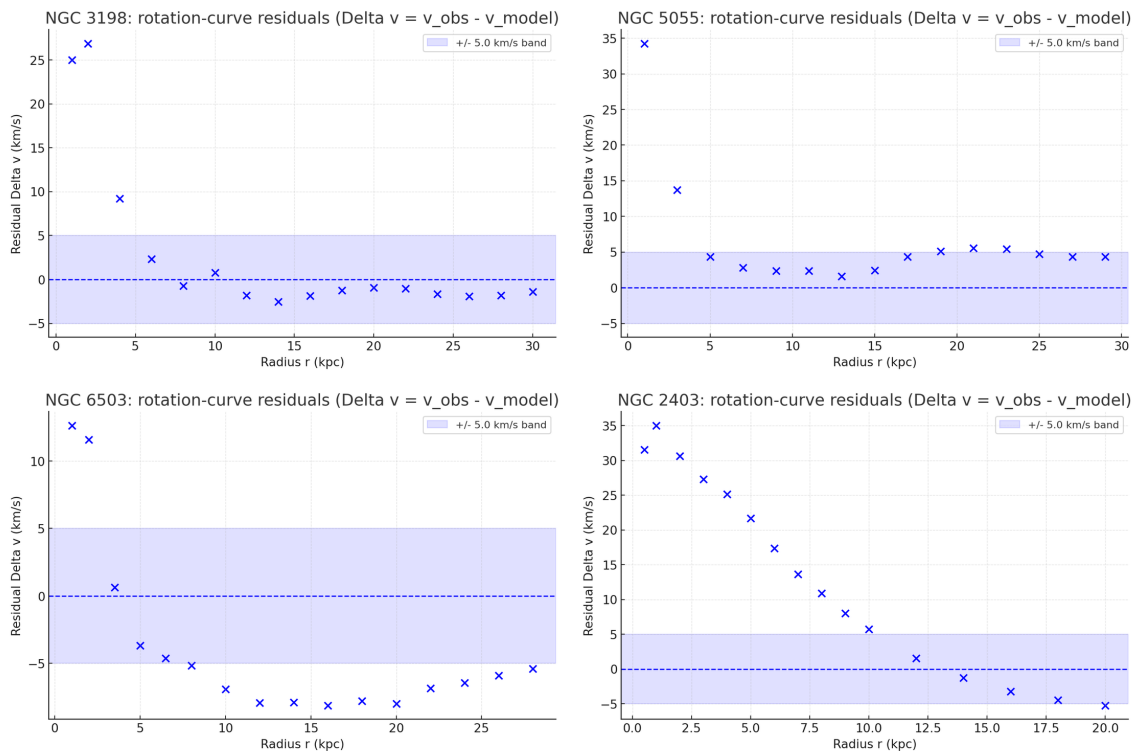 NGC 3198: rotation-curve residuals (Delta v = v_obs - v_model)
+/- 5.0 km/s band
Residual Delta v (km/s)
25
20
15
10
5
0
−5
0 5 10 15 20 25 30
Radius r (kpc)
NGC 5055: rotation-curve residuals (Delta v = v_obs - v_model)
+/- 5.0 km/s band
Residual Delta v (km/s)
35
30
25
20
15
10
5
0
−5
0 5 10 15 20 25 30
Radius r (kpc)
NGC 6503: rotation-curve residuals (Delta v = v_obs - v_model)
+/- 5.0 km/s band
Residual Delta v (km/s)
10
5
0
−5
0 5 10 15 20 25
Radius r (kpc)
NGC 2403: rotation-curve residuals (Delta v = v_obs - v_model)
+/- 5.0 km/s band
Residual Delta v (km/s)
35
30
25
20
15
10
5
0
−5
0.0 2.5 5.0 7.5 10.0 12.5 15.0 17.5 20.0
Radius r (kpc)